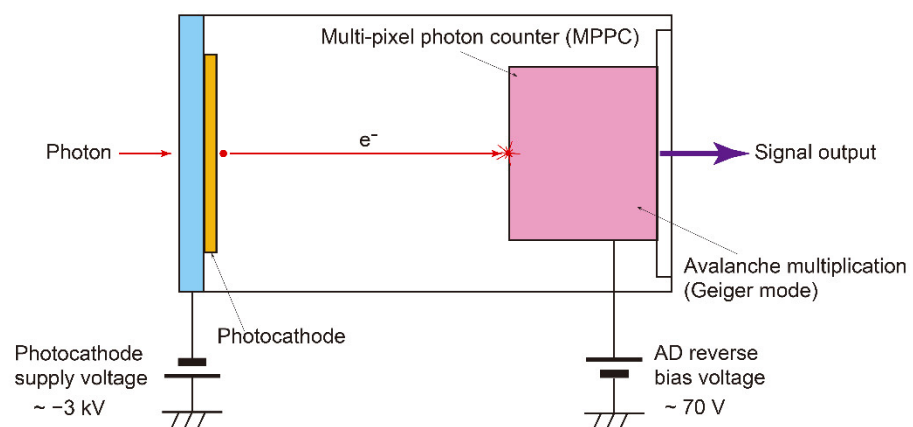 Multi-pixel photon counter (MPPC)
Photon
e⁻
Signal output
Avalanche multiplication
(Geiger mode)
Photocathode
Photocathode
supply voltage
~ −3 kV
AD reverse
bias voltage
~ 70 V